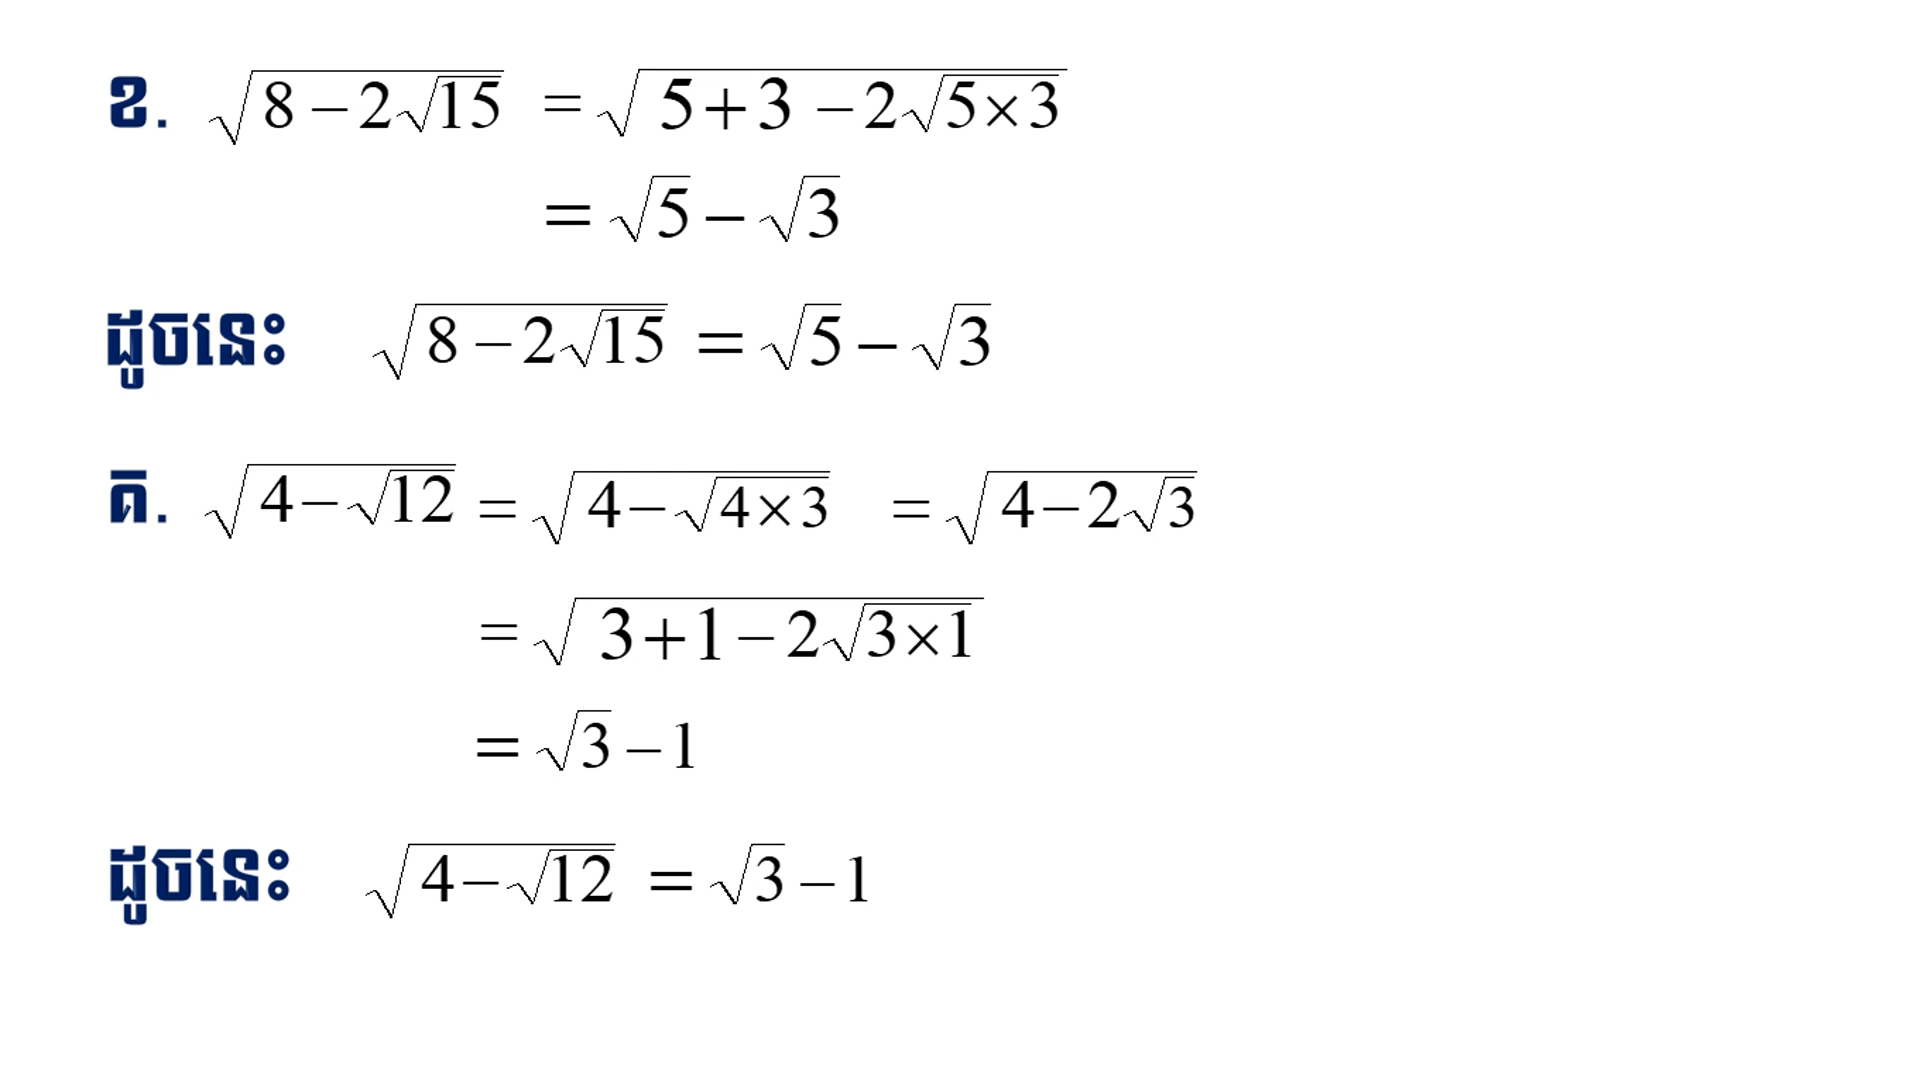 ខ. √(8 − 2√15) = √(5+3 − 2√(5×3))
= √5 − √3
ដូចនេះ √(8 − 2√15) = √5 − √3
គ. √(4 − √12) = √(4 − √(4×3)) = √(4 − 2√3)
= √(3+1 − 2√(3×1))
= √3 − 1
ដូចនេះ √(4 − √12) = √3 − 1